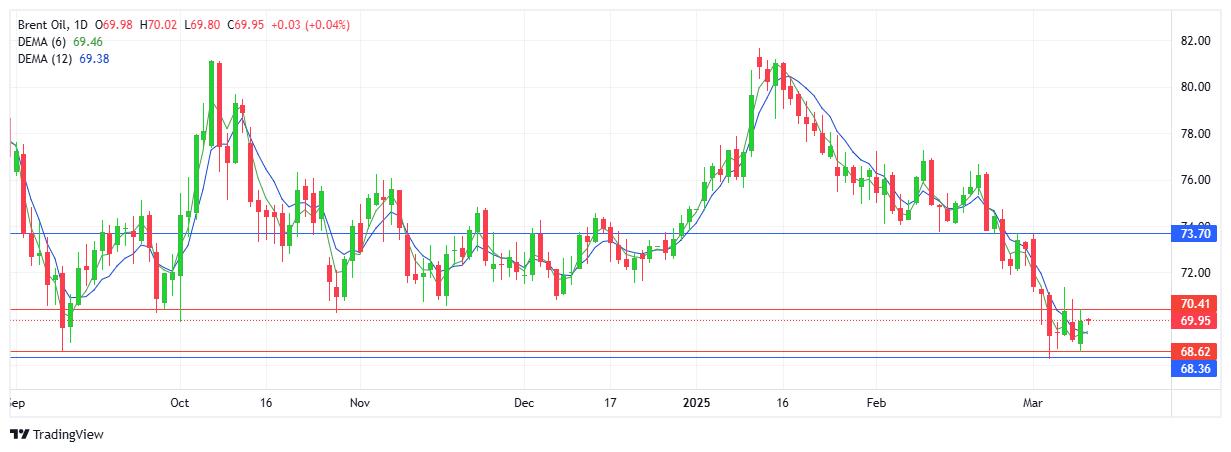 Brent Oil, 1D O69.98 H70.02 L69.80 C69.95 +0.03 (+0.04%)
DEMA (6) 69.46
DEMA (12) 69.38
82.00
80.00
78.00
76.00
74.00
73.70
72.00
70.41
69.95
68.62
68.36
Sep Oct 16 Nov Dec 17 2025 16 Feb Mar
TradingView